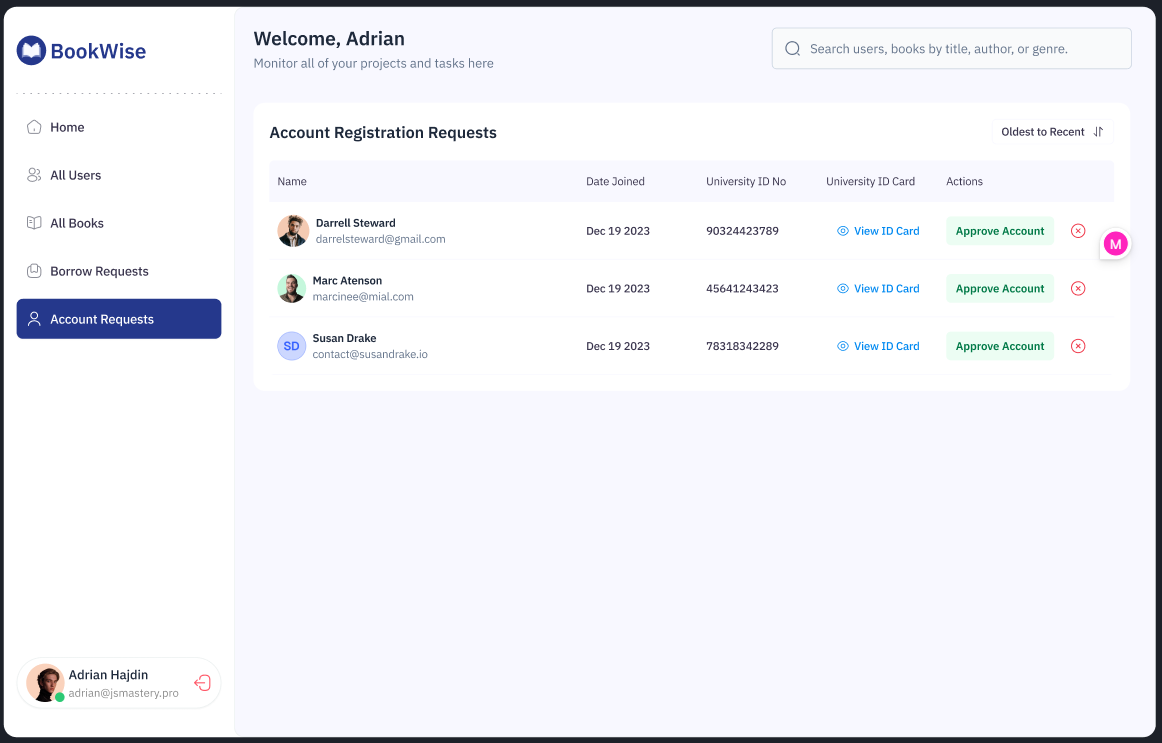 BookWise
Home
All Users
All Books
Borrow Requests
Account Requests
Adrian Hajdin
adrian@jsmastery.pro
Welcome, Adrian
Monitor all of your projects and tasks here
Search users, books by title, author, or genre.
Account Registration Requests
Oldest to Recent
Name Date Joined University ID No University ID Card Actions
Darrell Steward
darrelsteward@gmail.com
Dec 19 2023 90324423789 View ID Card Approve Account
M
Marc Atenson
marcinee@mial.com
Dec 19 2023 45641243423 View ID Card Approve Account
SD
Susan Drake
contact@susandrake.io
Dec 19 2023 78318342289 View ID Card Approve Account